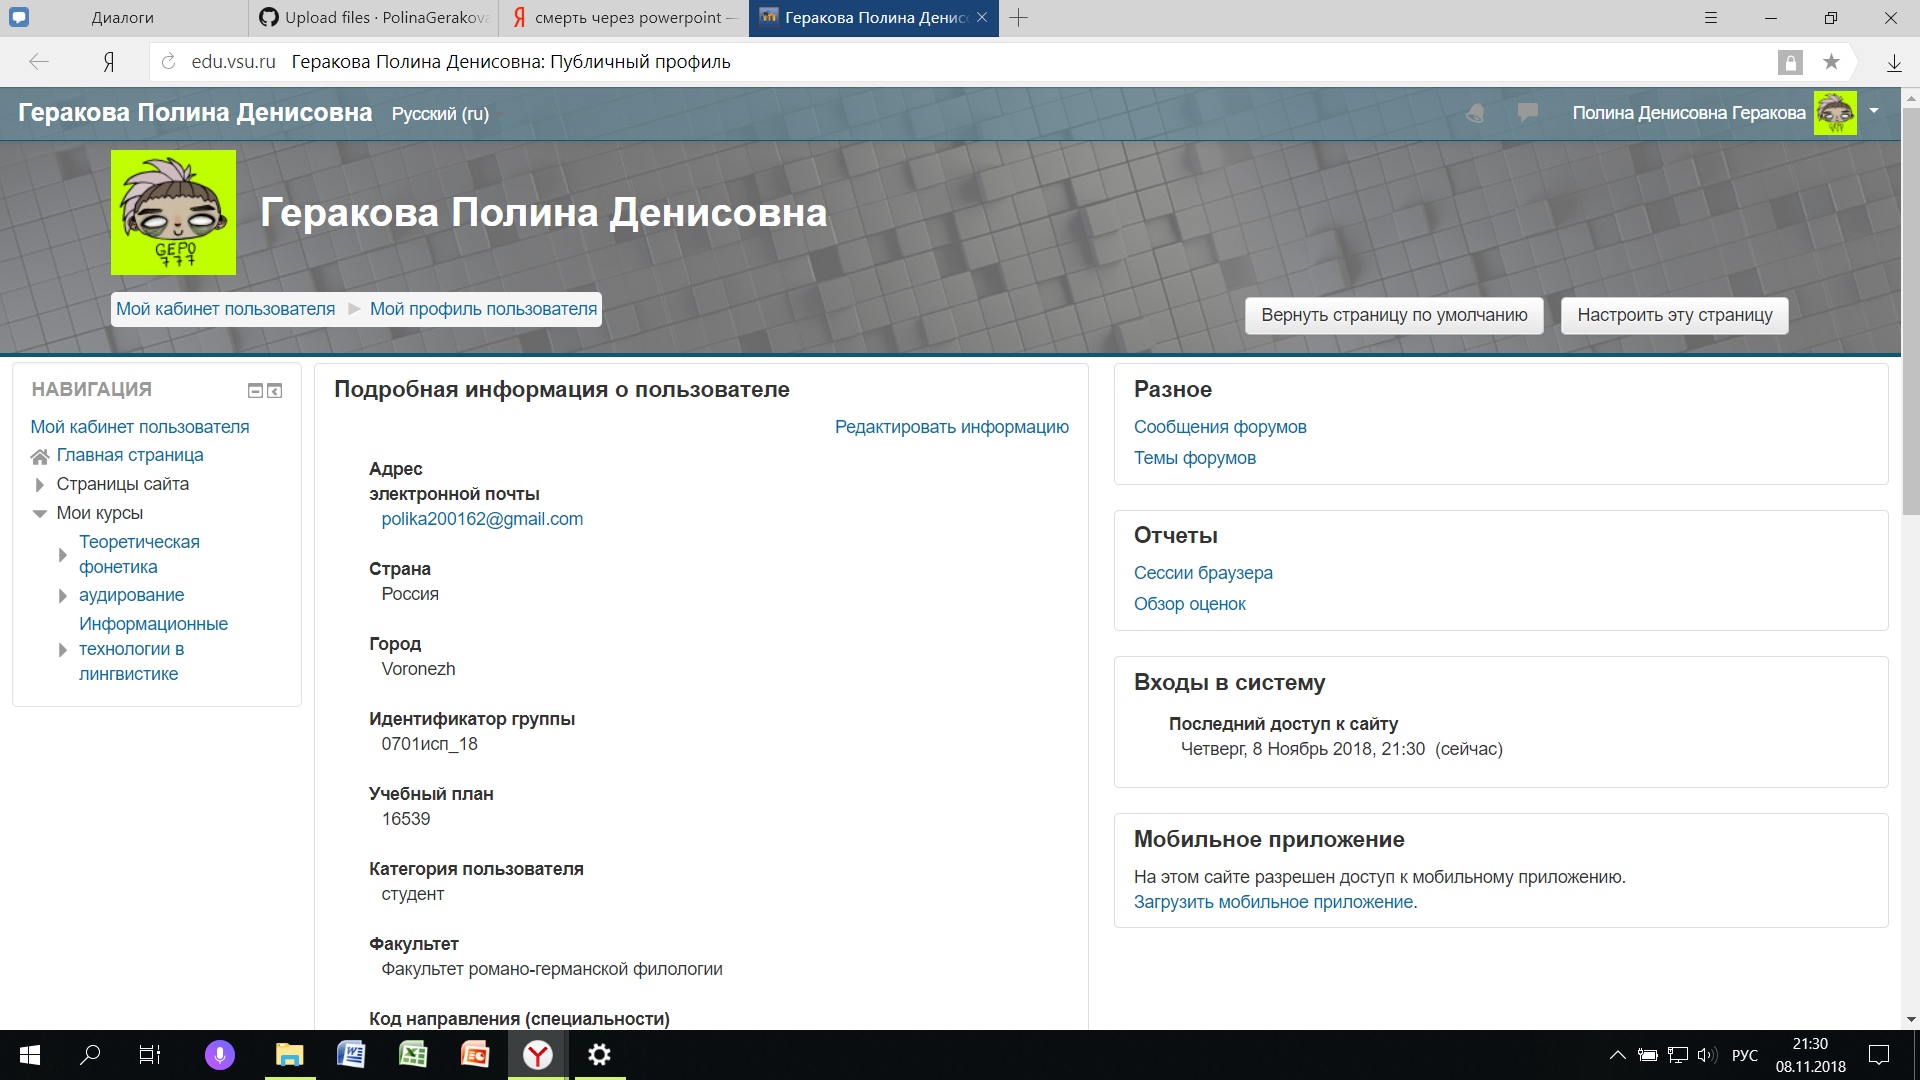 Диалоги
Upload files · PolinaGerakova
смерть через powerpoint —
Геракова Полина Денисо
edu.vsu.ru Геракова Полина Денисовна: Публичный профиль
Геракова Полина Денисовна Русский (ru)
Полина Денисовна Геракова
GEPO
777
Геракова Полина Денисовна
Мой кабинет пользователя Мой профиль пользователя
Вернуть страницу по умолчанию Настроить эту страницу
НАВИГАЦИЯ
Мой кабинет пользователя
Главная страница
Страницы сайта
Мои курсы
Теоретическая
фонетика
аудирование
Информационные
технологии в
лингвистике
Подробная информация о пользователе
Редактировать информацию
Адрес
электронной почты
polika200162@gmail.com
Страна
Россия
Город
Voronezh
Идентификатор группы
0701исп_18
Учебный план
16539
Категория пользователя
студент
Факультет
Факультет романо-германской филологии
Код направления (специальности)
Разное
Сообщения форумов
Темы форумов
Отчеты
Сессии браузера
Обзор оценок
Входы в систему
Последний доступ к сайту
Четверг, 8 Ноябрь 2018, 21:30 (сейчас)
Мобильное приложение
На этом сайте разрешен доступ к мобильному приложению.
Загрузить мобильное приложение.
РУС
21:30
08.11.2018